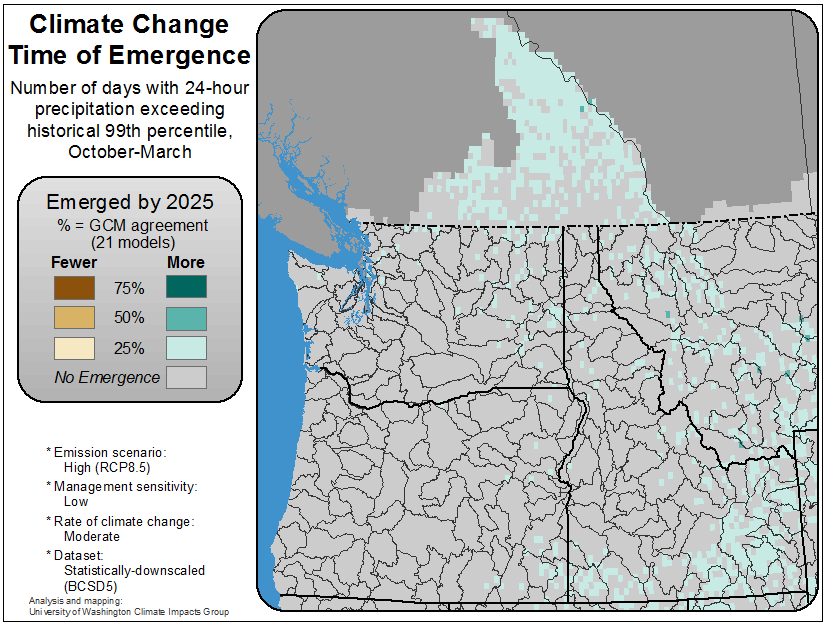 Climate Change
Time of Emergence
Number of days with 24-hour
precipitation exceeding
historical 99th percentile,
October-March
Emerged by 2025
% = GCM agreement
(21 models)
Fewer More
75%
50%
25%
No Emergence
* Emission scenario:
High (RCP8.5)
* Management sensitivity:
Low
* Rate of climate change:
Moderate
* Dataset:
Statistically-downscaled
(BCSD5)
Analysis and mapping:
University of Washington Climate Impacts Group